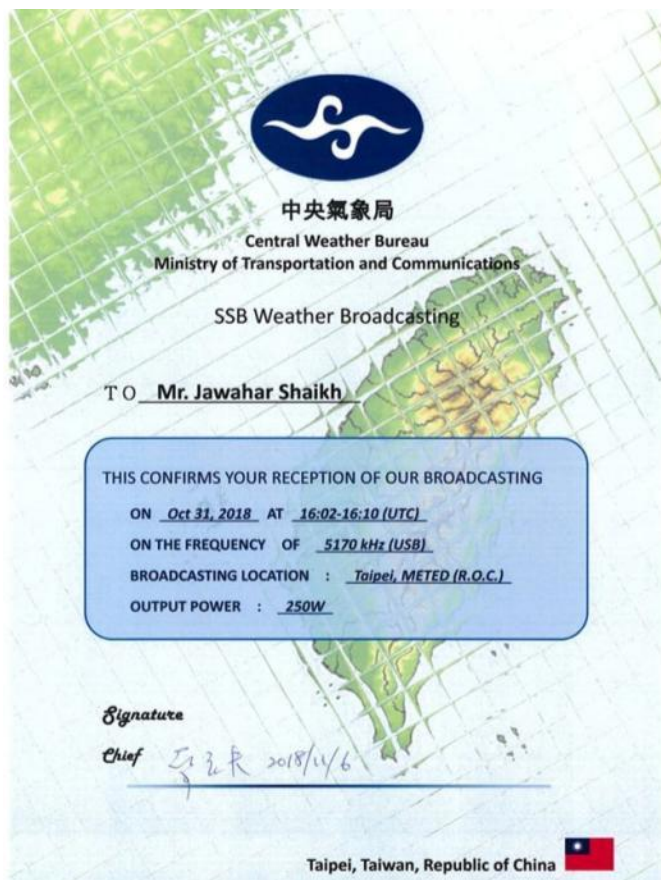 中央氣象局
Central Weather Bureau
Ministry of Transportation and Communications
SSB Weather Broadcasting
TO Mr. Jawahar Shaikh
THIS CONFIRMS YOUR RECEPTION OF OUR BROADCASTING
ON Oct 31, 2018 AT 16:02-16:10 (UTC)
ON THE FREQUENCY OF 5170 kHz (USB)
BROADCASTING LOCATION : Taipei, METED (R.O.C.)
OUTPUT POWER : 250W
Signature
Chief 2018/11/6
Taipei, Taiwan, Republic of China